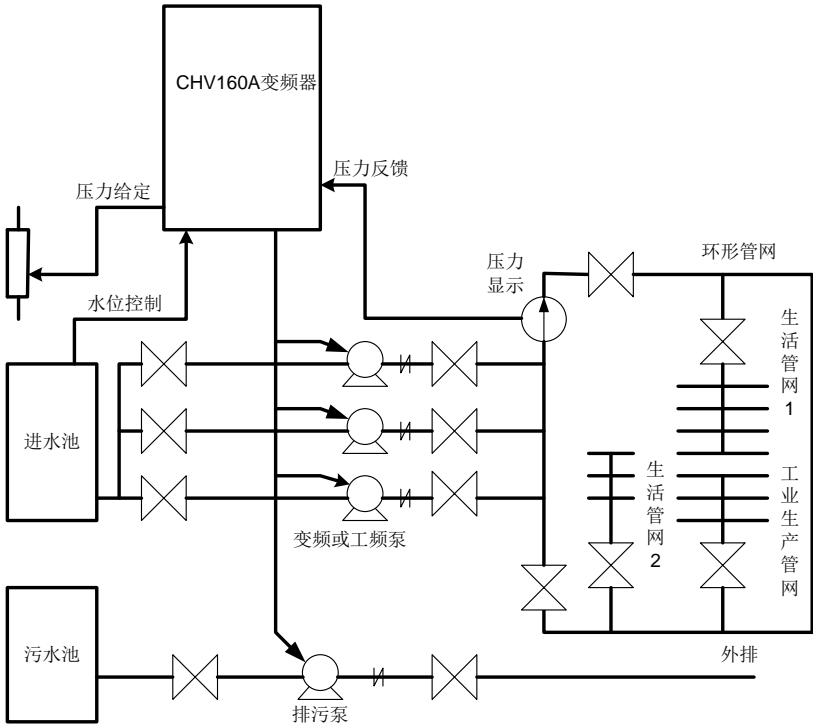 CHV160A变频器
压力反馈
压力给定
压力
显示
环形管网
水位控制
生活管网1
进水池
生活管网2
工业生产管网
变频或工频泵
污水池
外排
排污泵